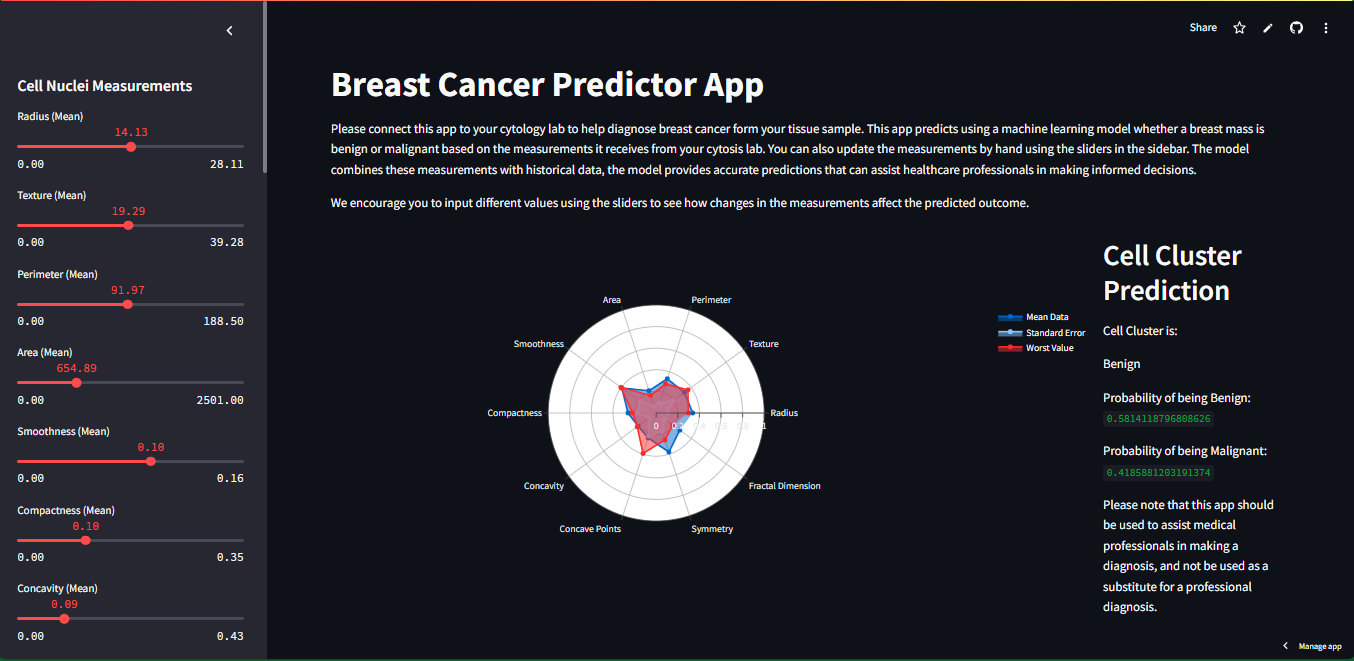 Share
Cell Nuclei Measurements
Radius (Mean)
14.13
0.00 28.11
Texture (Mean)
19.29
0.00 39.28
Perimeter (Mean)
91.97
0.00 188.50
Area (Mean)
654.89
0.00 2501.00
Smoothness (Mean)
0.10
0.00 0.16
Compactness (Mean)
0.10
0.00 0.35
Concavity (Mean)
0.09
0.00 0.43
Breast Cancer Predictor App
Please connect this app to your cytology lab to help diagnose breast cancer form your tissue sample. This app predicts using a machine learning model whether a breast mass is
benign or malignant based on the measurements it receives from your cytosis lab. You can also update the measurements by hand using the sliders in the sidebar. The model
combines these measurements with historical data, the model provides accurate predictions that can assist healthcare professionals in making informed decisions.
We encourage you to input different values using the sliders to see how changes in the measurements affect the predicted outcome.
Area Perimeter
Smoothness Texture
Compactness Radius
0 0.2 0.4 0.6 0.8 1
Concavity Fractal Dimension
Concave Points Symmetry
Mean Data
Standard Error
Worst Value
Cell Cluster
Prediction
Cell Cluster is:
Benign
Probability of being Benign:
0.5814118796808626
Probability of being Malignant:
0.4185881203191374
Please note that this app should
be used to assist medical
professionals in making a
diagnosis, and not be used as a
substitute for a professional
diagnosis.
Manage app